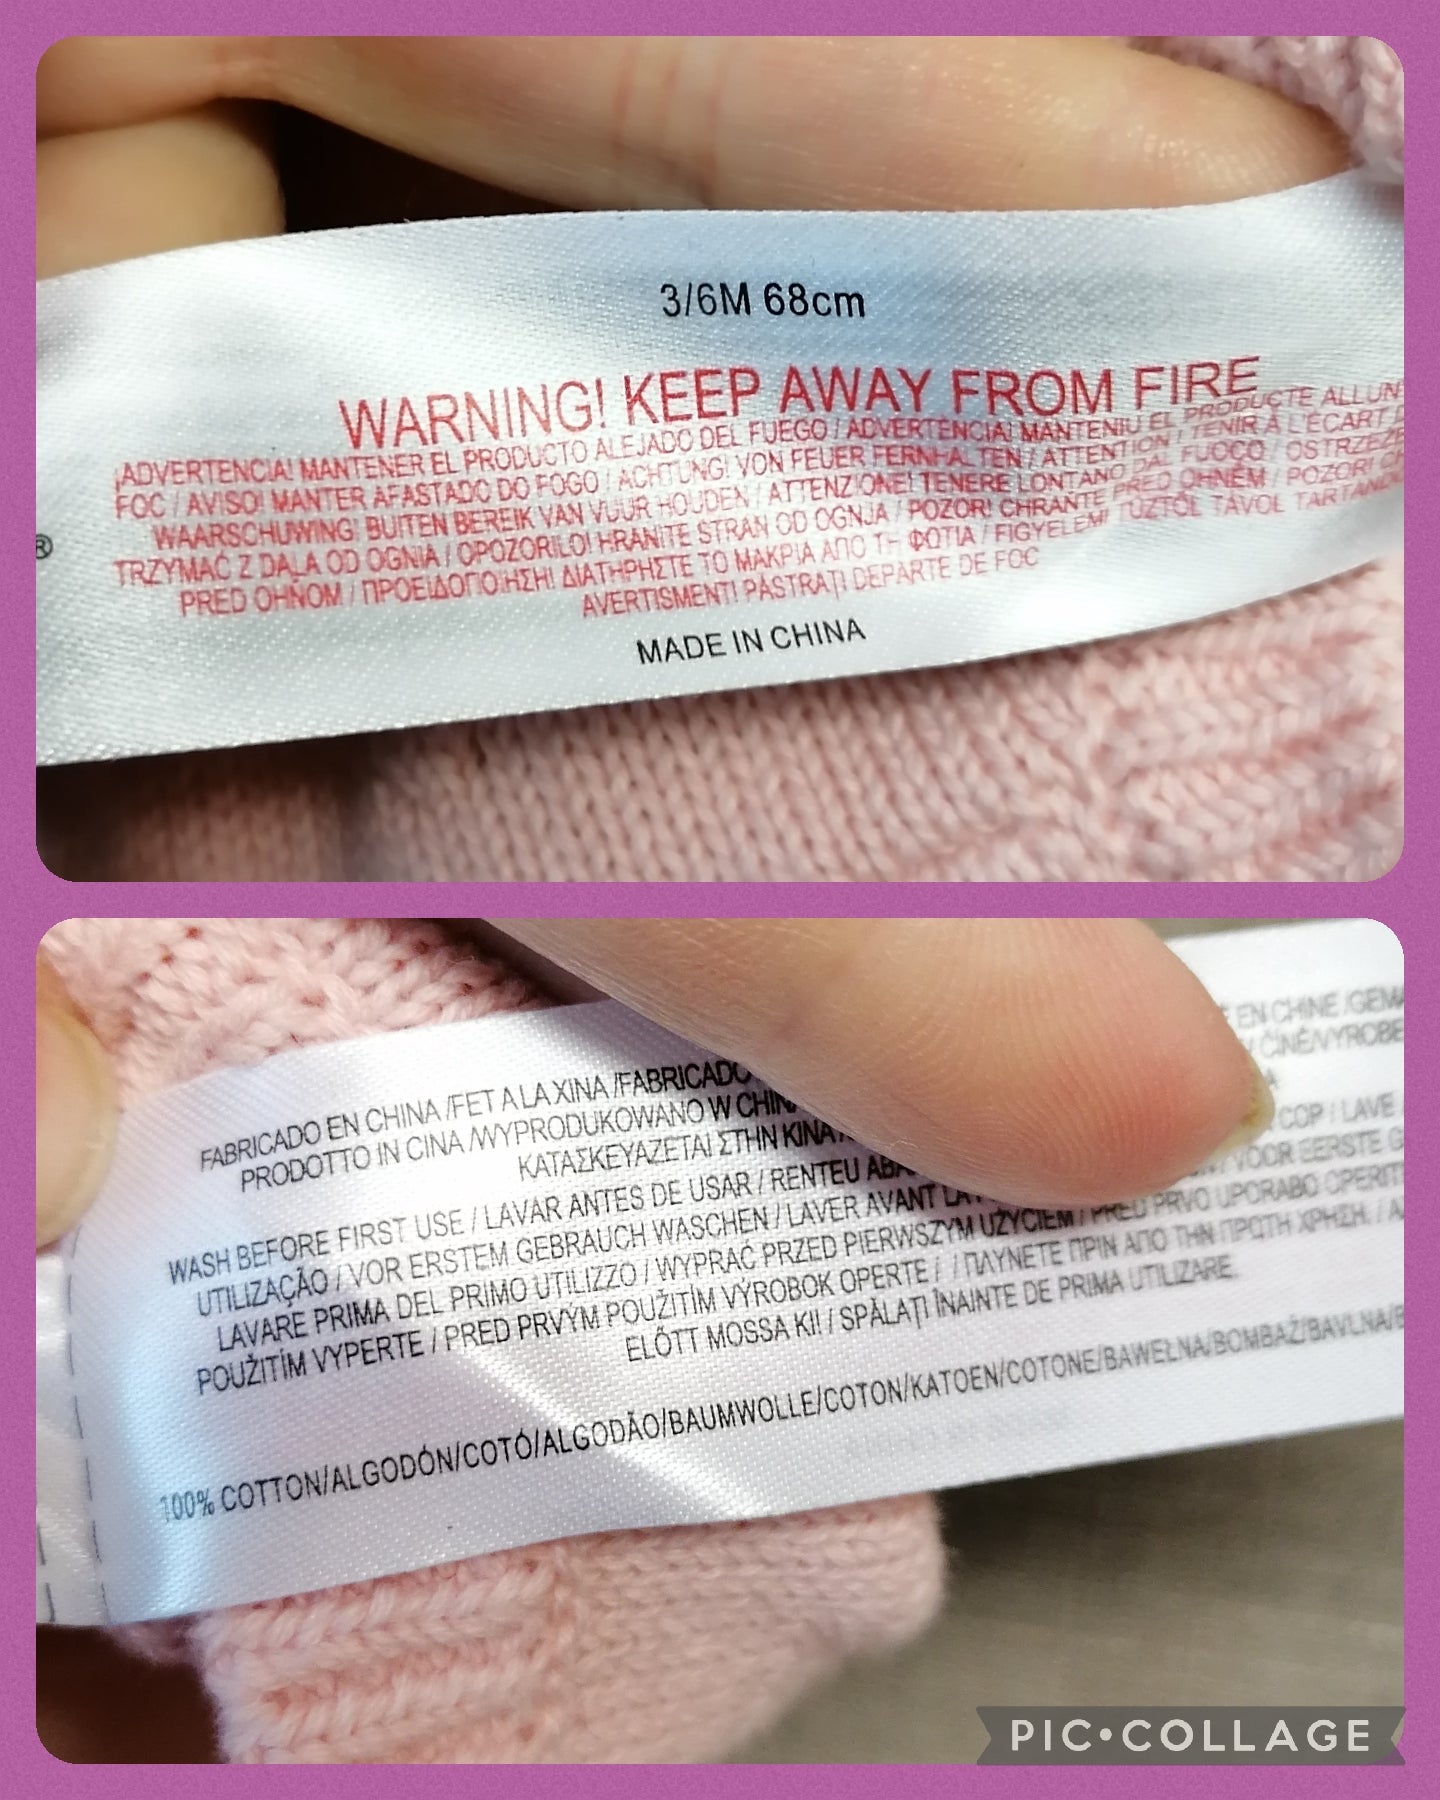 3/6M 68cm
WARNING! KEEP AWAY FROM FIRE
¡ADVERTENCIA! MANTENER EL PRODUCTO ALEJADO DEL FUEGO / ADVERTÈNCIA! MANTENIU EL PRODUCTE ALLUN
FOC / AVISO! MANTER AFASTADO DO FOGO / ACHTUNG! VON FEUER FERNHALTEN / ATTENTION ! TENIR À L'ÉCART
WAARSCHUWING! BUITEN BEREIK VAN VUUR HOUDEN / ATTENZIONE! TENERE LONTANO DAL FUOCO / OSTRZEŻE
TRZYMAĆ Z DALA OD OGNIA / OPOZORILO! HRANITE STRAN OD OGNJA / POZOR! CHRAŇTE PŘED OHNĚM / POZOR!
PRED OHŇOM / ΠΡΟΕΙΔΟΠΟΙΗΣΗ! ΔΙΑΤΗΡΗΣΤΕ ΤΟ ΜΑΚΡΙΑ ΑΠΟ ΤΗ ΦΩΤΙΑ / FIGYELEM! TŰZTŐL TÁVOL
AVERTISMENT! PĂSTRAȚI DEPARTE DE FOC
®
MADE IN CHINA
FABRICADO EN CHINA /FET A LA XINA /FABRICADO EN CHINE /GEMA
PRODOTTO IN CINA /WYPRODUKOWANO W CHIN ČÍNĚ/VYROBE
ΚΑΤΑΣΚΕΥΑΖΕΤΑΙ ΣΤΗΝ ΚΙΝΑ
WASH BEFORE FIRST USE / LAVAR ANTES DE USAR / RENTEU ABA COP / LAVE
UTILIZAÇÃO / VOR ERSTEM GEBRAUCH WASCHEN / LAVER AVANT LA VOOR EERSTE G
LAVARE PRIMA DEL PRIMO UTILIZZO / WYPRAĆ PRZED PIERWSZYM UŻYCIEM / PRED PRVO UPORABO OPERIT
POUŽITÍM VYPERTE / PRED PRVÝM POUŽITÍM VÝROBOK OPERTE / / ΠΛΥΝΕΤΕ ΠΡΙΝ ΑΠΟ ΤΗΝ ΠΡΩΤΗ ΧΡΗΣΗ. /
ELŐTT MOSSA KI! / SPĂLAȚI ÎNAINTE DE PRIMA UTILIZARE.
100% COTTON/ALGODÓN/COTÓ/ALGODÃO/BAUMWOLLE/COTON/KATOEN/COTONE/BAWEŁNA/BOMBAŽ/BAVLNA/
PIC•COLLAGE